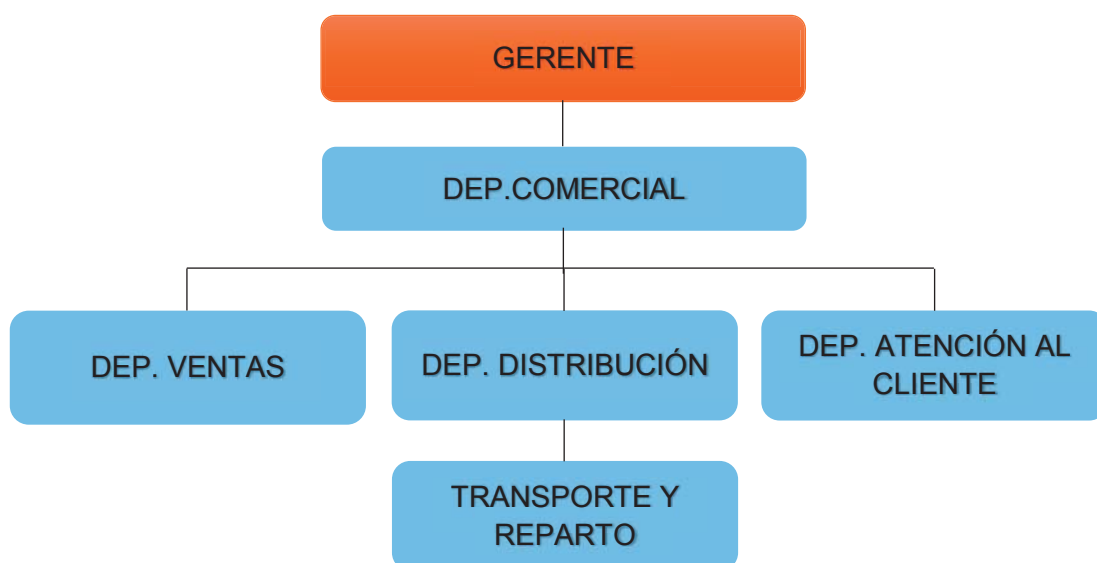 GERENTE
DEP.COMERCIAL
DEP. VENTAS
DEP. DISTRIBUCIÓN
DEP. ATENCIÓN AL
CLIENTE
TRANSPORTE Y
REPARTO